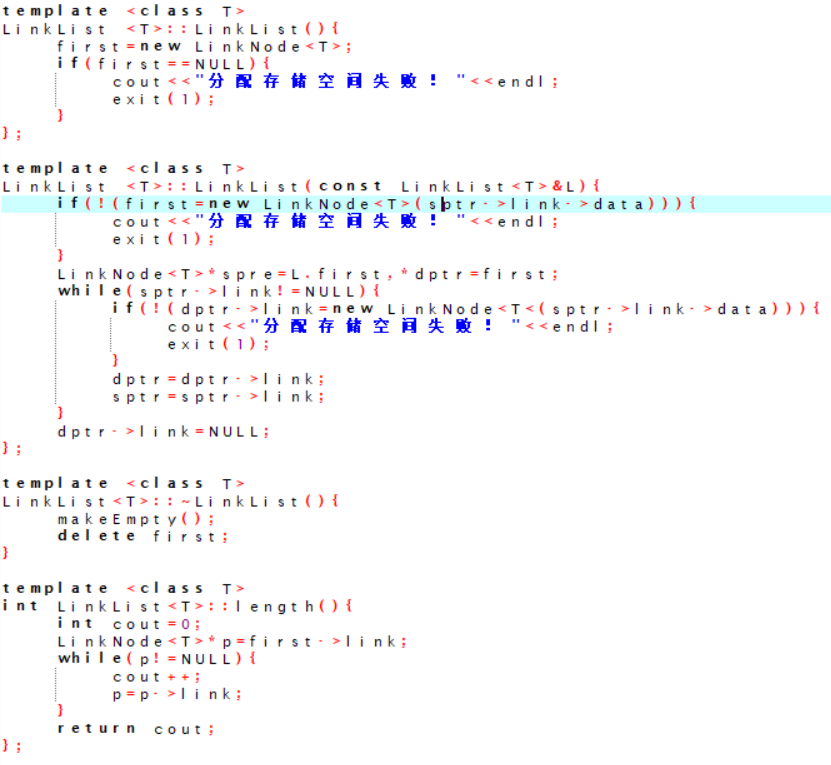 template <class T>
LinkList <T>::LinkList(){
first=new LinkNode<T>;
if(first==NULL){
cout<<"分配存储空间失败! "<<endl;
exit(1);
}
};
template <class T>
LinkList <T>::LinkList(const LinkList<T>&L){
if(!(first=new LinkNode<T>(sptr->link->data))){
cout<<"分配存储空间失败! "<<endl;
exit(1);
}
LinkNode<T>*spre=L.first,*dptr=first;
while(sptr->link!=NULL){
if(!(dptr->link=new LinkNode<T<(sptr->link->data))){
cout<<"分配存储空间失败! "<<endl;
exit(1);
}
dptr=dptr->link;
sptr=sptr->link;
}
dptr->link=NULL;
};
template <class T>
LinkList<T>::~LinkList(){
makeEmpty();
delete first;
}
template <class T>
int LinkList<T>::length(){
int cout=0;
LinkNode<T>*p=first->link;
while(p!=NULL){
cout++;
p=p->link;
}
return cout;
};